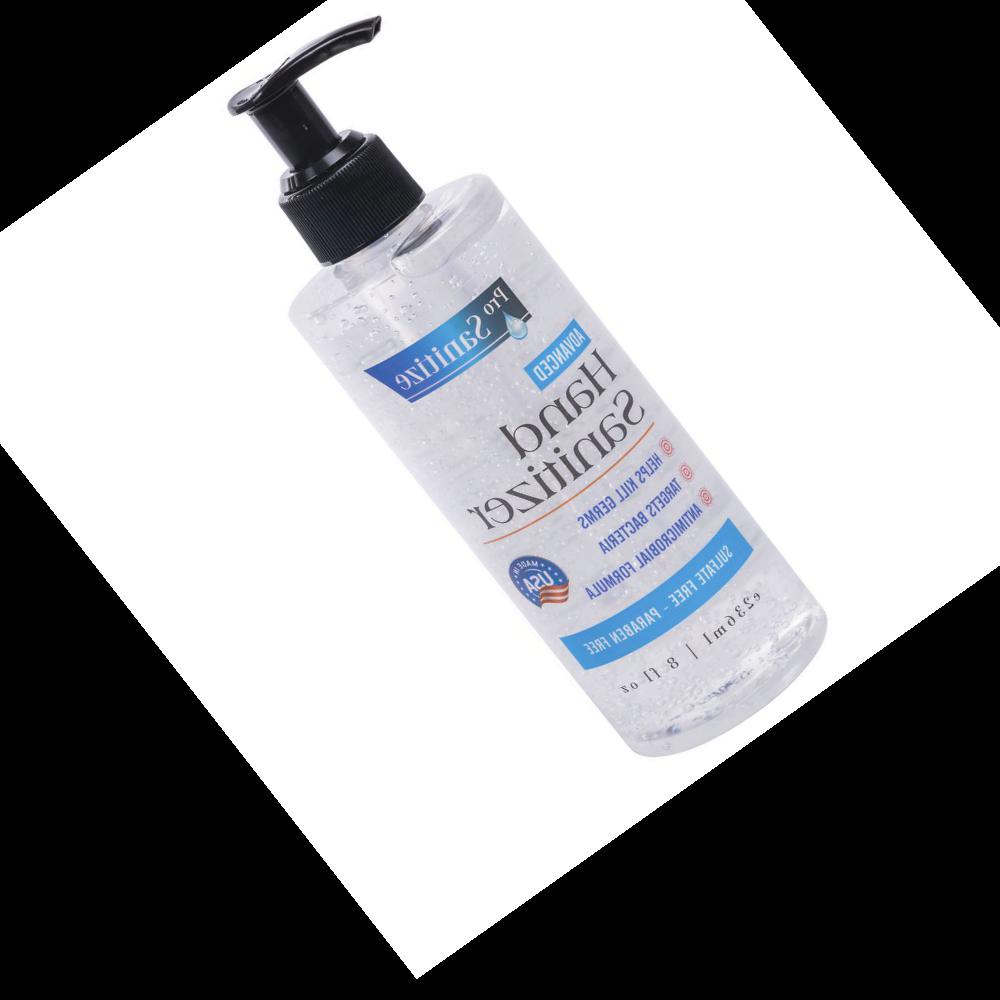 Pro Sanitize
ADVANCED
Hand
Sanitizer
HELPS KILL GERMS
TARGETS BACTERIA
ANTIMICROBIAL FORMULA
MADE IN
USA
SULFATE FREE - PARABEN FREE
e236ml | 8 fl oz